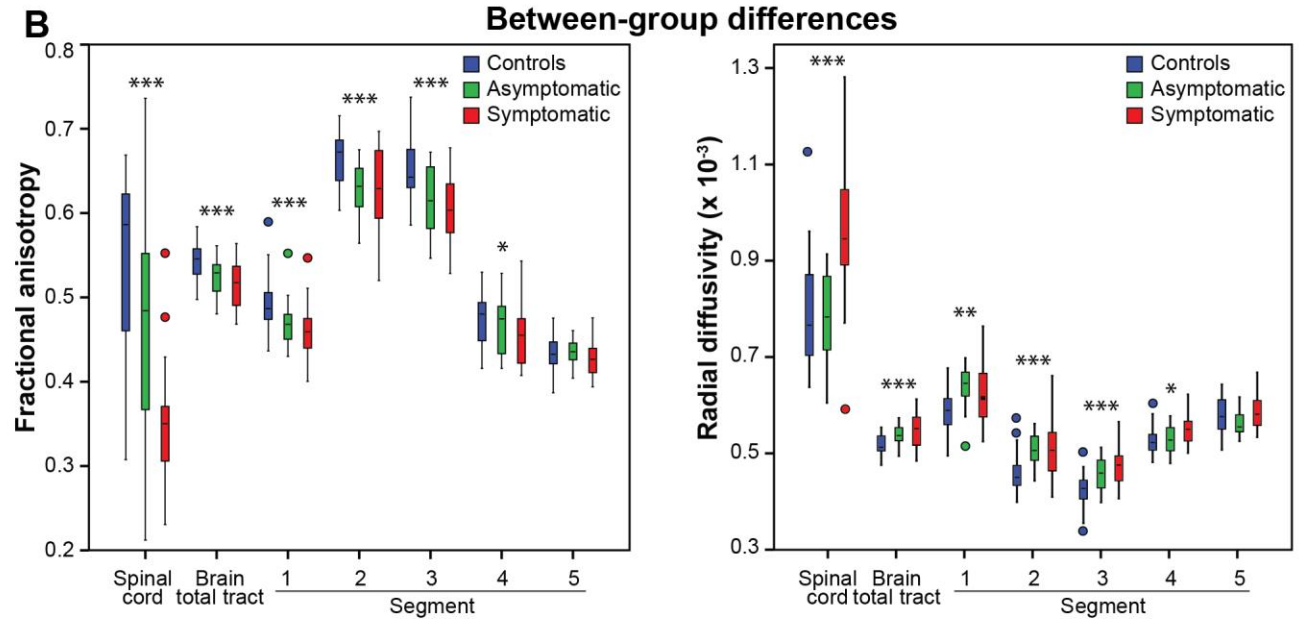 B
Between-group differences
Fractional anisotropy
0.8
0.7
0.6
0.5
0.4
0.3
0.2
Controls
Asymptomatic
Symptomatic
***
***
***
***
***
*
Spinal cord
Brain total tract
1
2
3
4
5
Segment
Radial diffusivity (x 10⁻³)
1.3
1.1
0.9
0.7
0.5
0.3
Controls
Asymptomatic
Symptomatic
***
***
**
***
***
*
Spinal cord
Brain total tract
1
2
3
4
5
Segment